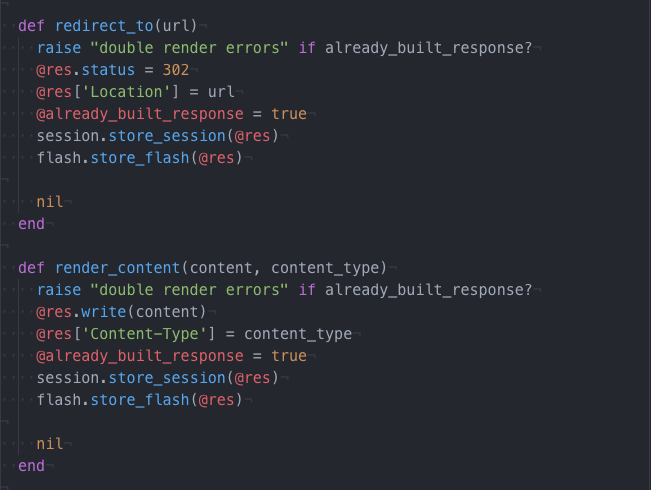 def redirect_to(url)
raise "double render errors" if already_built_response?
@res.status = 302
@res['Location'] = url
@already_built_response = true
session.store_session(@res)
flash.store_flash(@res)
nil
end
def render_content(content, content_type)
raise "double render errors" if already_built_response?
@res.write(content)
@res['Content-Type'] = content_type
@already_built_response = true
session.store_session(@res)
flash.store_flash(@res)
nil
end